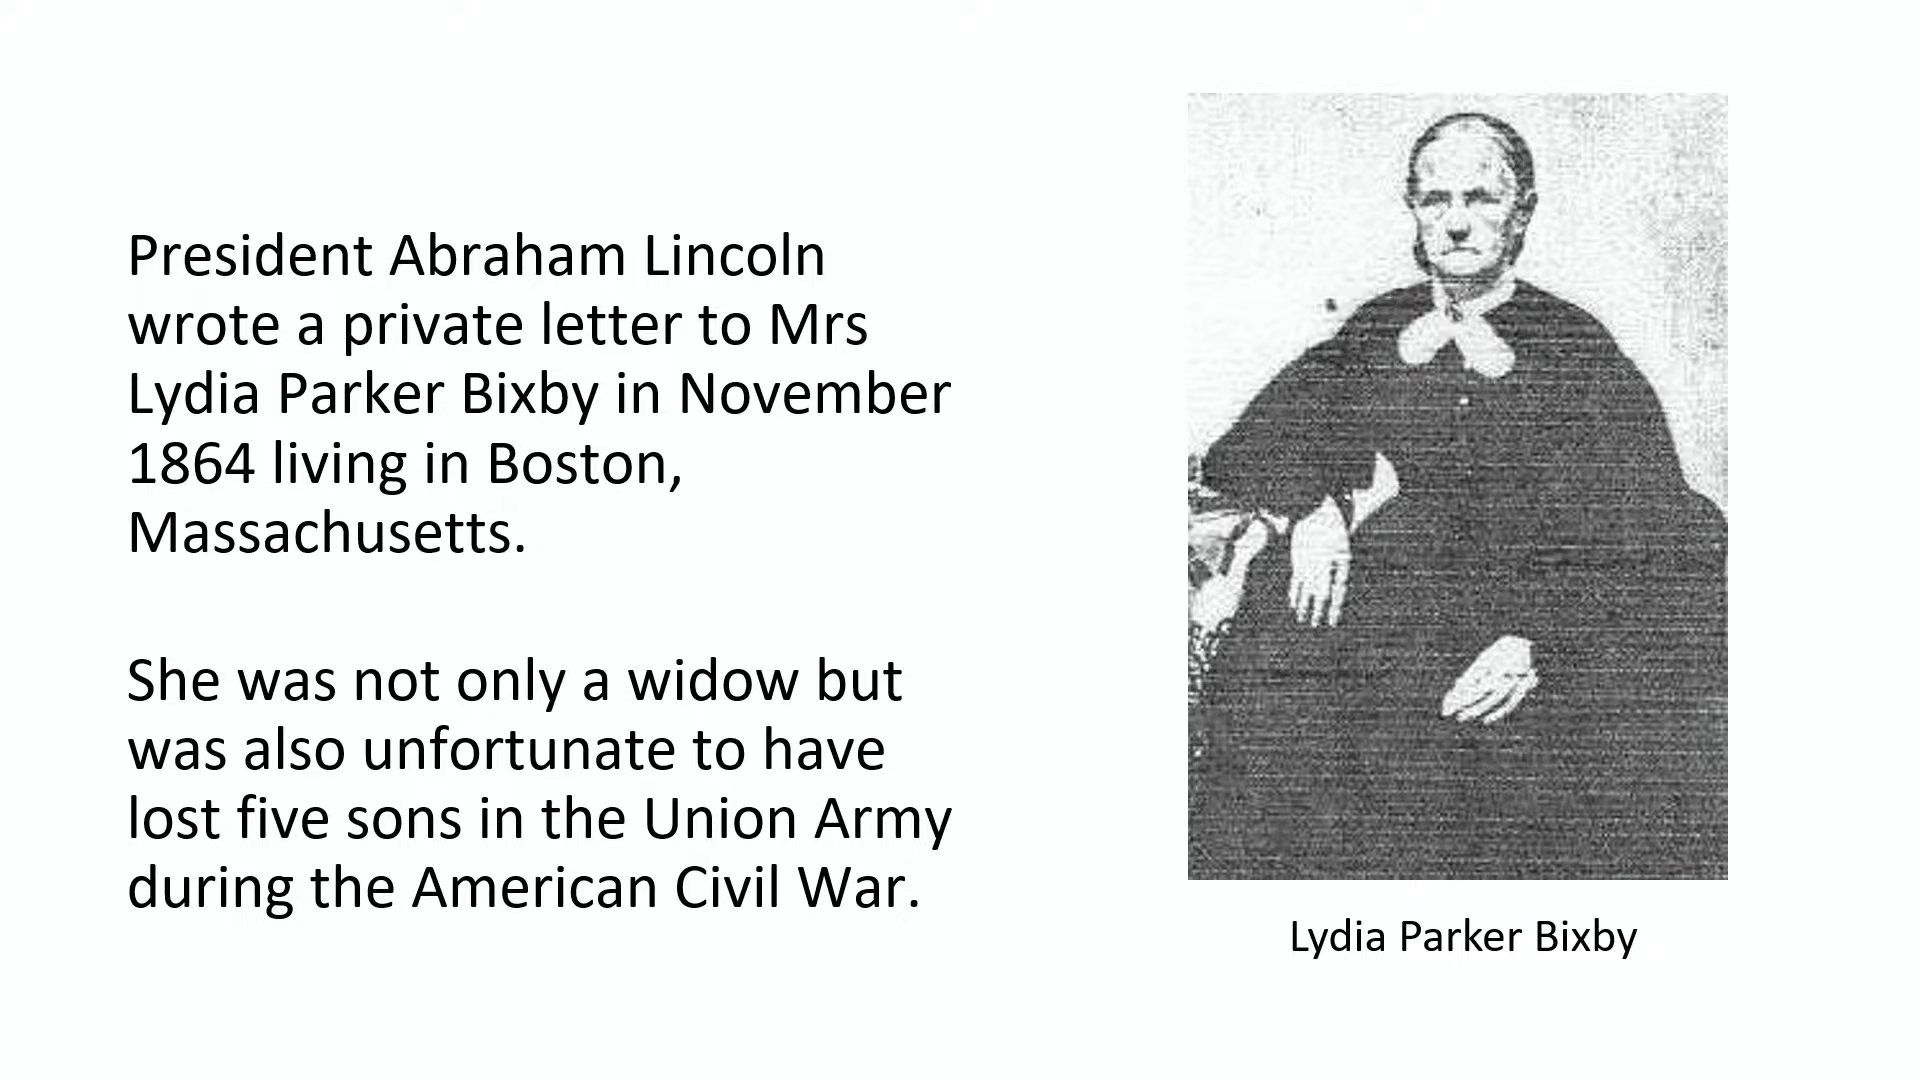 President Abraham Lincoln
wrote a private letter to Mrs
Lydia Parker Bixby in November
1864 living in Boston,
Massachusetts.
She was not only a widow but
was also unfortunate to have
lost five sons in the Union Army
during the American Civil War.
Lydia Parker Bixby